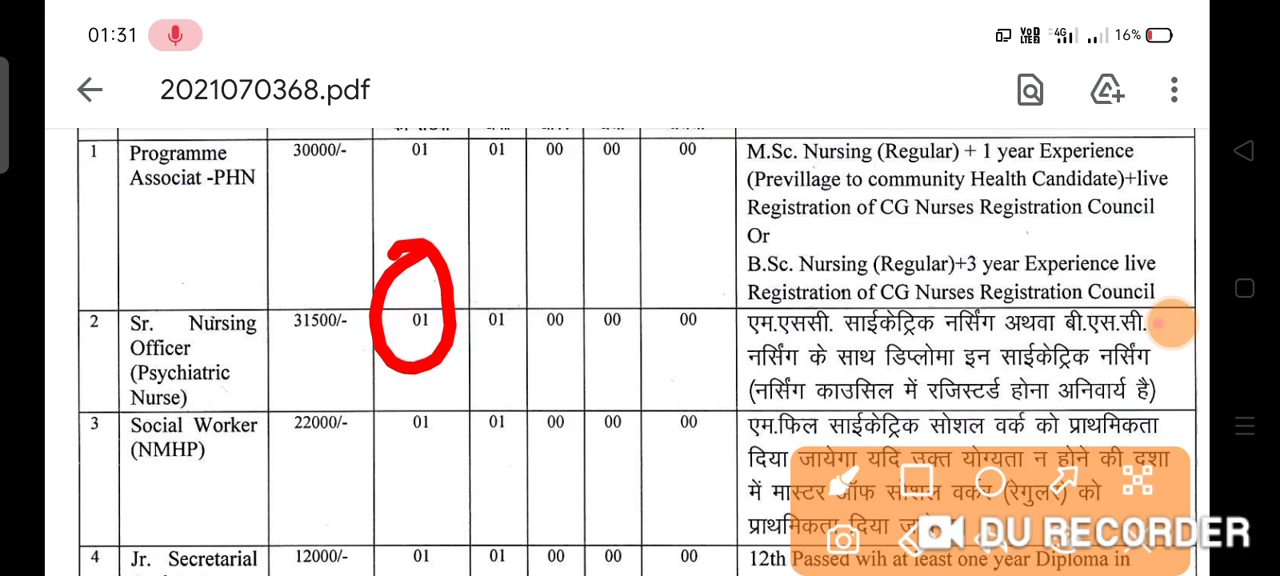 01:31 VoD LTE2 4G 16%
2021070368.pdf
1 Programme 30000/- 01 01 00 00 00 M.Sc. Nursing (Regular) + 1 year Experience
Associat -PHN (Previllage to community Health Candidate)+live
Registration of CG Nurses Registration Council
Or
B.Sc. Nursing (Regular)+3 year Experience live
Registration of CG Nurses Registration Council
2 Sr. Nursing 31500/- 01 01 00 00 00 एम.एससी. साईकेट्रिक नर्सिंग अथवा बी.एस.सी.
Officer नर्सिंग के साथ डिप्लोमा इन साईकेट्रिक नर्सिंग
(Psychiatric (नर्सिंग काउसिल में रजिस्टर्ड होना अनिवार्य है)
Nurse)
3 Social Worker 22000/- 01 01 00 00 00 एम.फिल साईकेट्रिक सोशल वर्क को प्राथमिकता
(NMHP) दिया जायेगा यदि उक्त योग्यता न होने की दशा
में मास्टर ऑफ सोशल वर्कर (रेगुलर) को
प्राथमिकता दिया
DU RECORDER
4 Jr. Secretarial 12000/- 01 01 00 00 00 12th Passed wih at least one year Diploma in